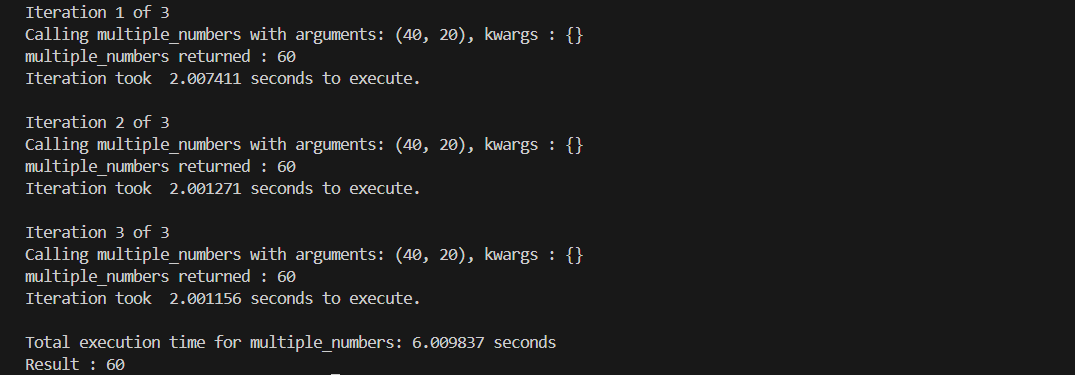 Iteration 1 of 3
Calling multiple_numbers with arguments: (40, 20), kwargs : {}
multiple_numbers returned : 60
Iteration took  2.007411 seconds to execute.

Iteration 2 of 3
Calling multiple_numbers with arguments: (40, 20), kwargs : {}
multiple_numbers returned : 60
Iteration took  2.001271 seconds to execute.

Iteration 3 of 3
Calling multiple_numbers with arguments: (40, 20), kwargs : {}
multiple_numbers returned : 60
Iteration took  2.001156 seconds to execute.

Total execution time for multiple_numbers: 6.009837 seconds
Result : 60